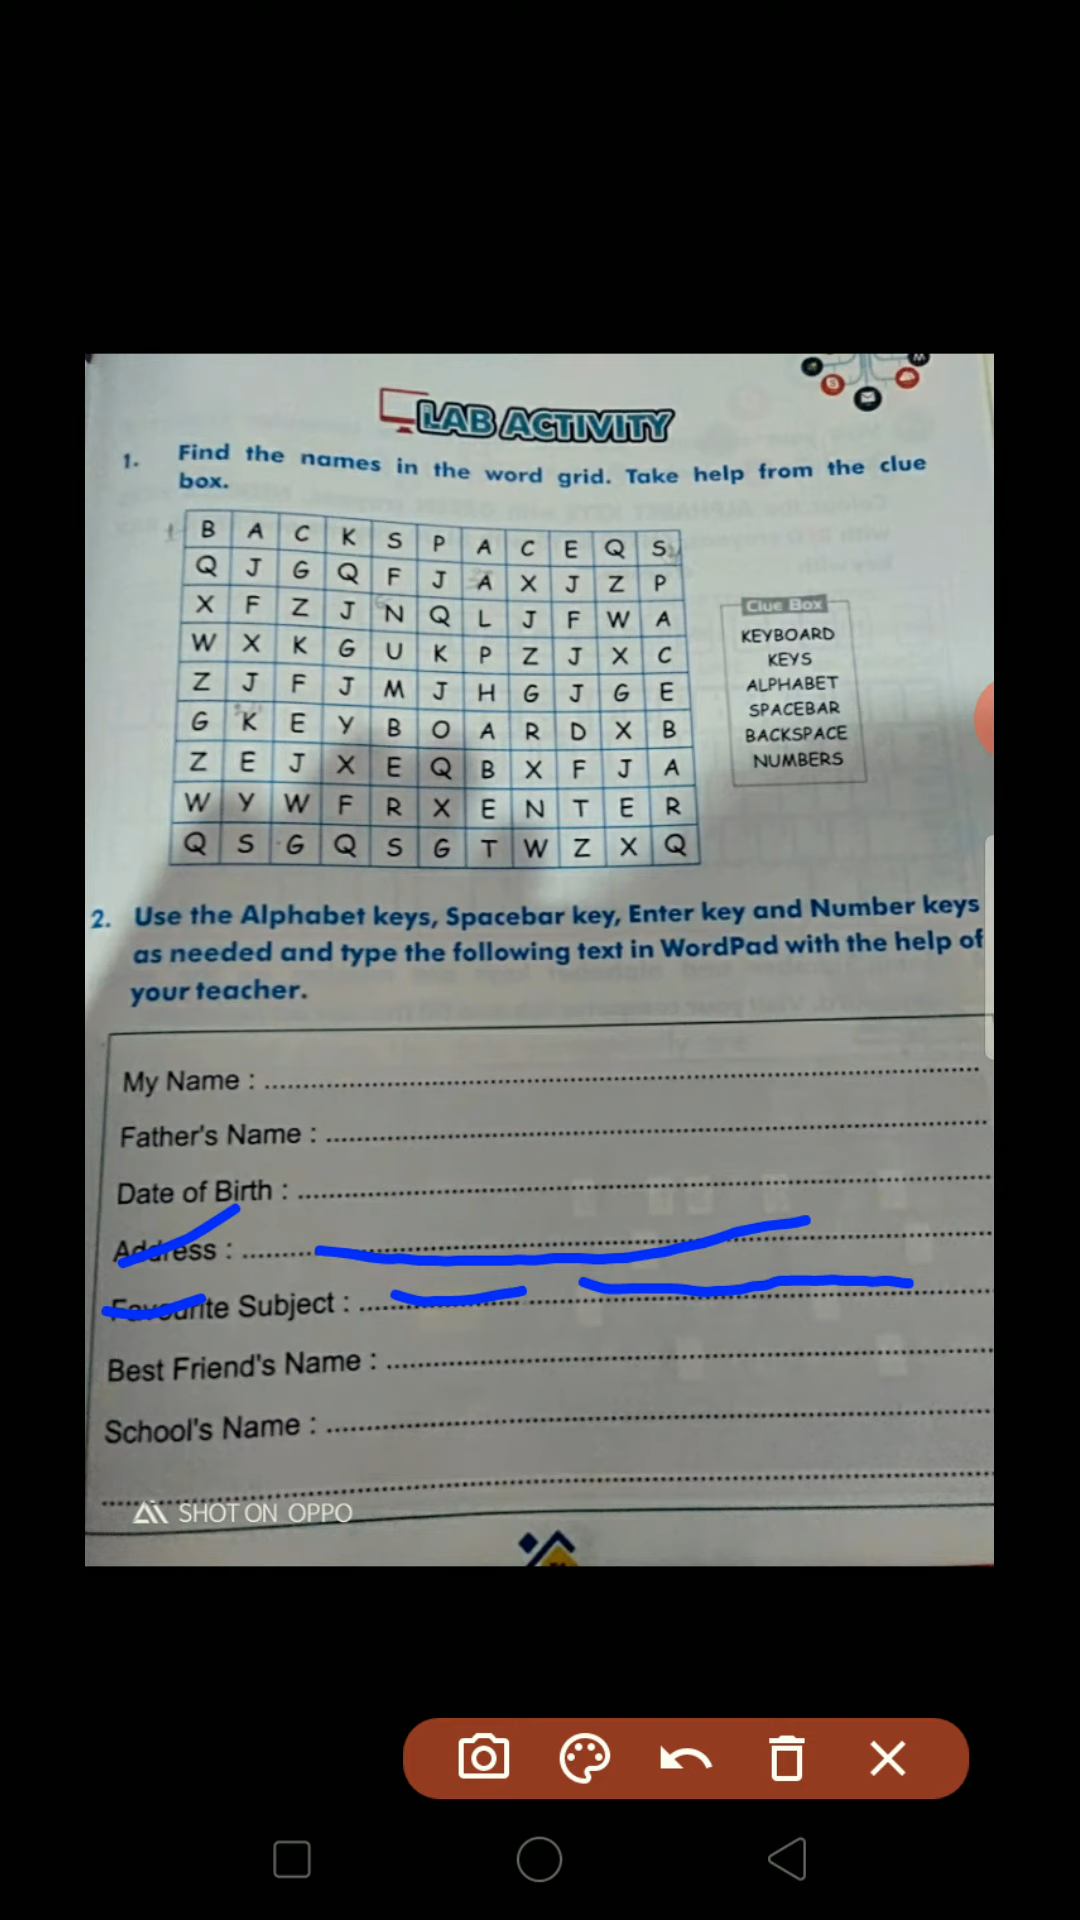 LAB ACTIVITY
1. Find the names in the word grid. Take help from the clue
box.
B A C K S P A C E Q S
Q J G Q F J A X J Z P
X F Z J N Q L J F W A
W X K G U K P Z J X C
Z J F J M J H G J G E
G K E Y B O A R D X B
Z E J X E Q B X F J A
W Y W F R X E N T E R
Q S G Q S G T W Z X Q
Clue Box
KEYBOARD
KEYS
ALPHABET
SPACEBAR
BACKSPACE
NUMBERS
2. Use the Alphabet keys, Spacebar key, Enter key and Number keys
as needed and type the following text in WordPad with the help of
your teacher.
My Name :
Father's Name :
Date of Birth :
Address :
Favourite Subject :
Best Friend's Name :
School's Name :
SHOT ON OPPO